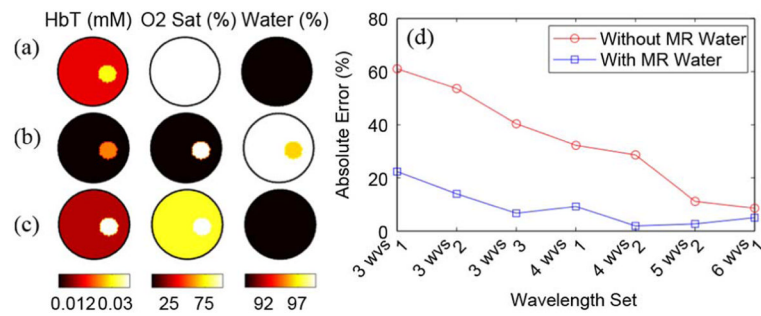 HbT (mM) O2 Sat (%) Water (%)
(a)
(b)
(c)
0.012 0.03
25 75
92 97
(d)
Without MR Water
With MR Water
Absolute Error (%)
80
60
40
20
0
3 wvs 1
3 wvs 2
3 wvs 3
4 wvs 1
4 wvs 2
5 wvs 2
6 wvs 1
Wavelength Set